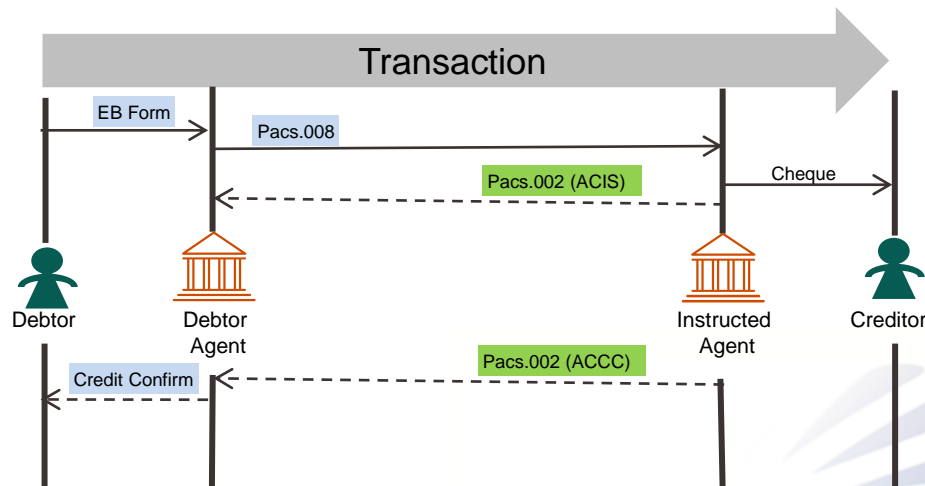 Transaction
EB Form
Pacs.008
Pacs.002 (ACIS)
Cheque
Debtor
Debtor
Agent
Instructed
Agent
Creditor
Pacs.002 (ACCC)
Credit Confirm